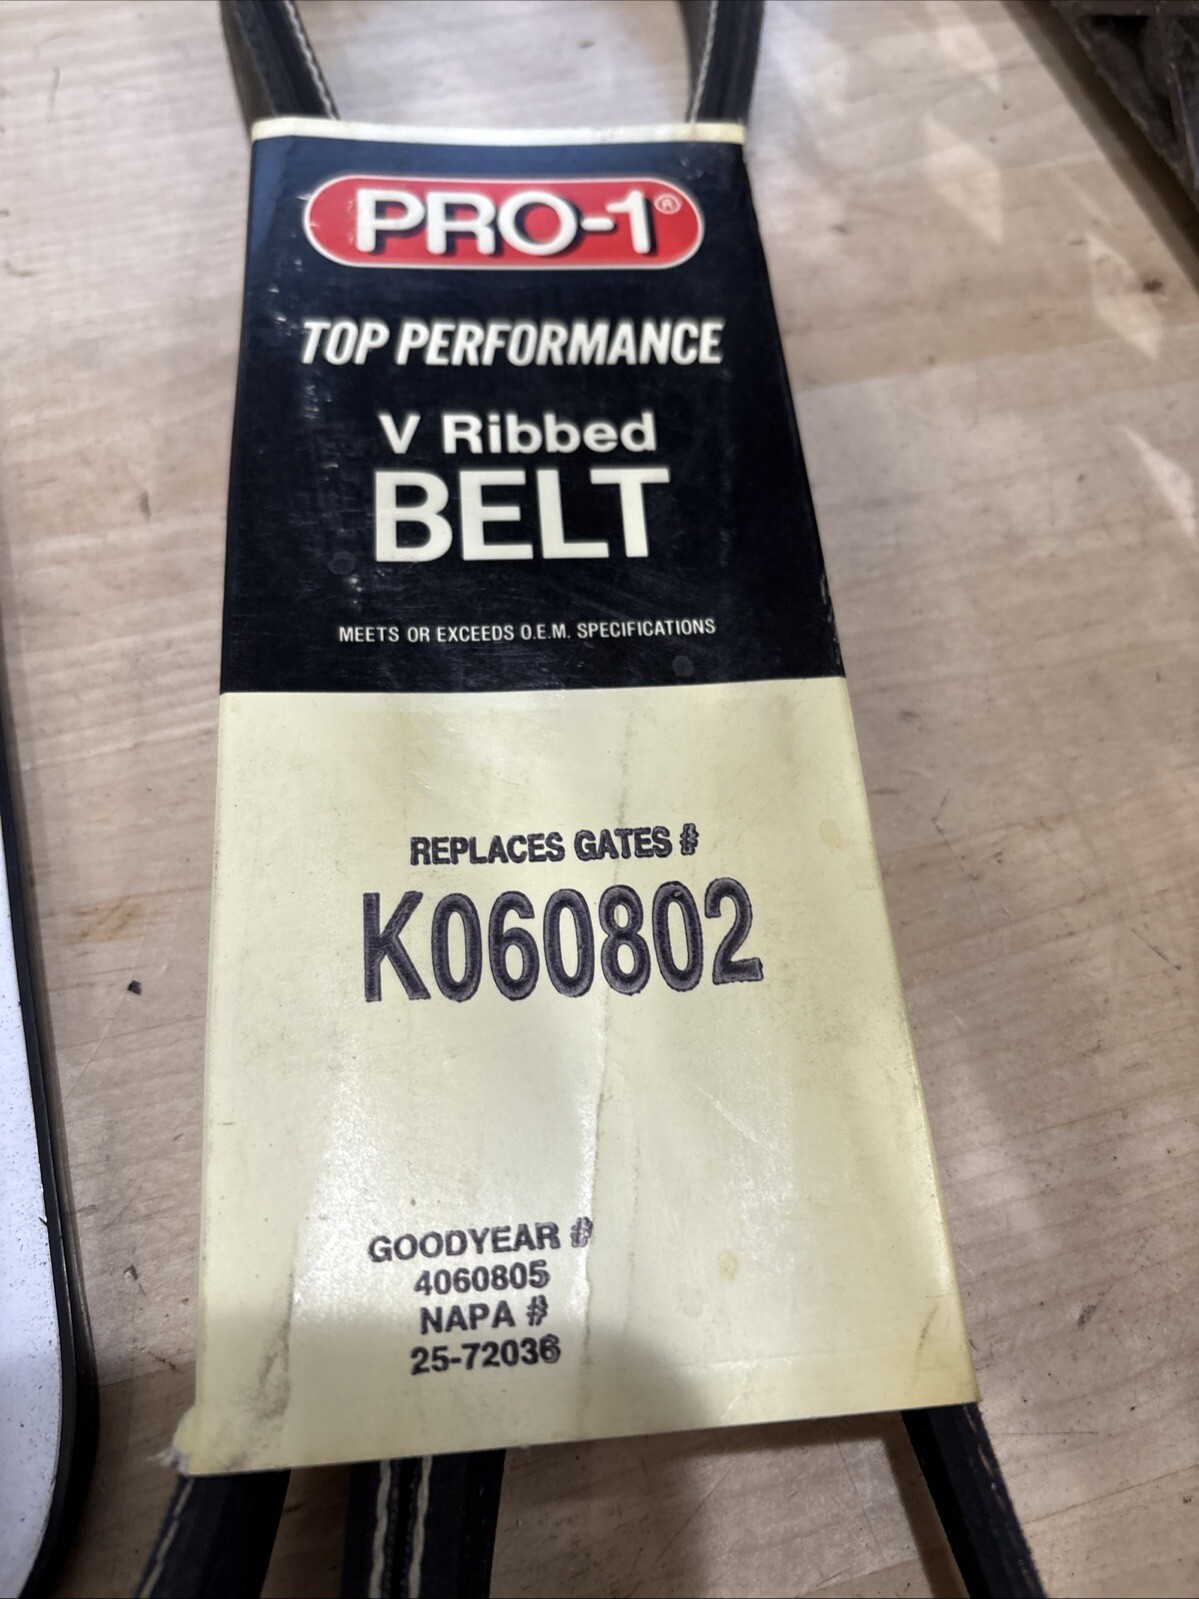 PRO-1®
TOP PERFORMANCE
V Ribbed
BELT
MEETS OR EXCEEDS O.E.M. SPECIFICATIONS
REPLACES GATES #
K060802
GOODYEAR #
4060805
NAPA #
25-72036